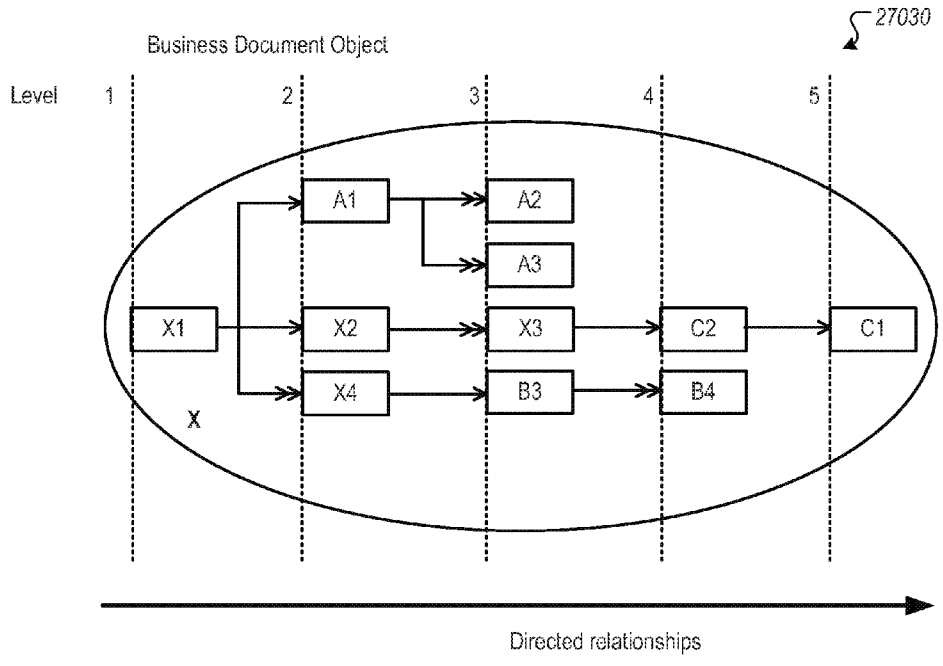 27030
Business Document Object
Level 1 2 3 4 5
A1 A2
A3
X1 X2 X3 C2 C1
X4 B3 B4
X
Directed relationships